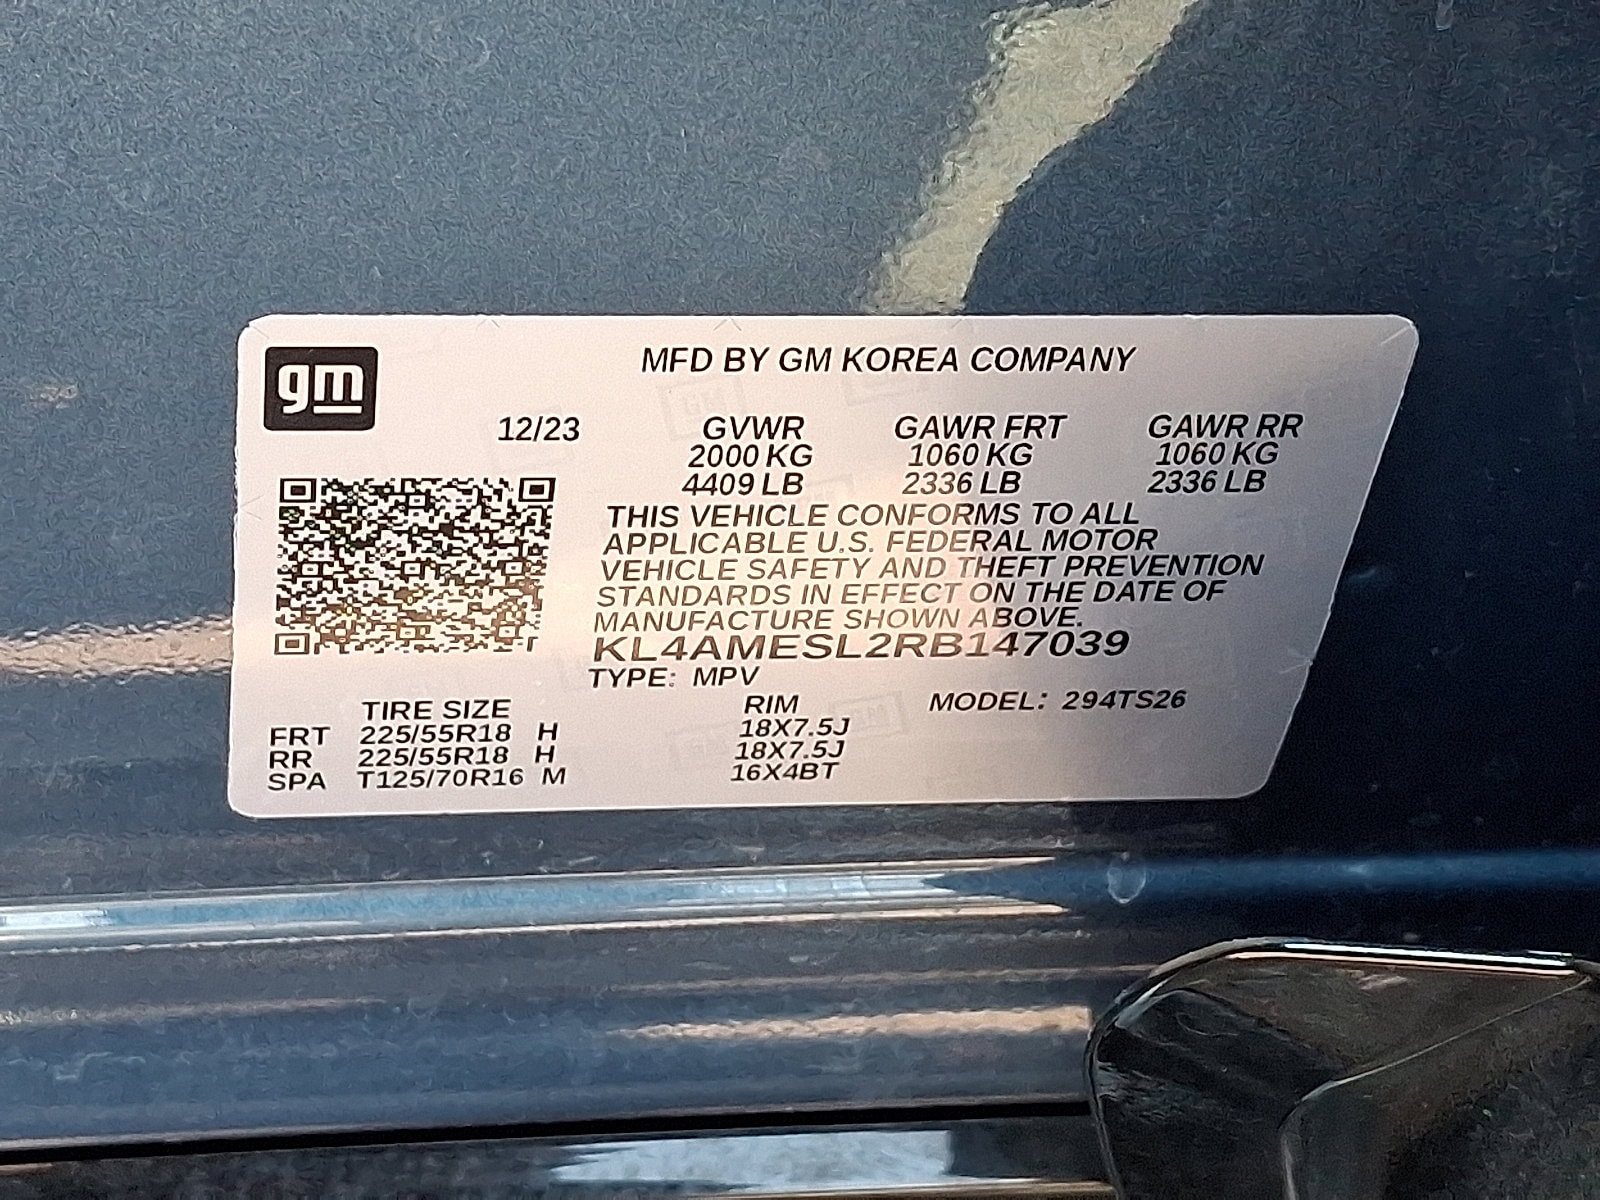 gm
MFD BY GM KOREA COMPANY
12/23 GVWR GAWR FRT GAWR RR
2000 KG 1060 KG 1060 KG
4409 LB 2336 LB 2336 LB
THIS VEHICLE CONFORMS TO ALL
APPLICABLE U.S. FEDERAL MOTOR
VEHICLE SAFETY AND THEFT PREVENTION
STANDARDS IN EFFECT ON THE DATE OF
MANUFACTURE SHOWN ABOVE.
KL4AMESL2RB147039
TYPE: MPV
TIRE SIZE RIM MODEL: 294TS26
FRT 225/55R18 H 18X7.5J
RR 225/55R18 H 18X7.5J
SPA T125/70R16 M 16X4BT